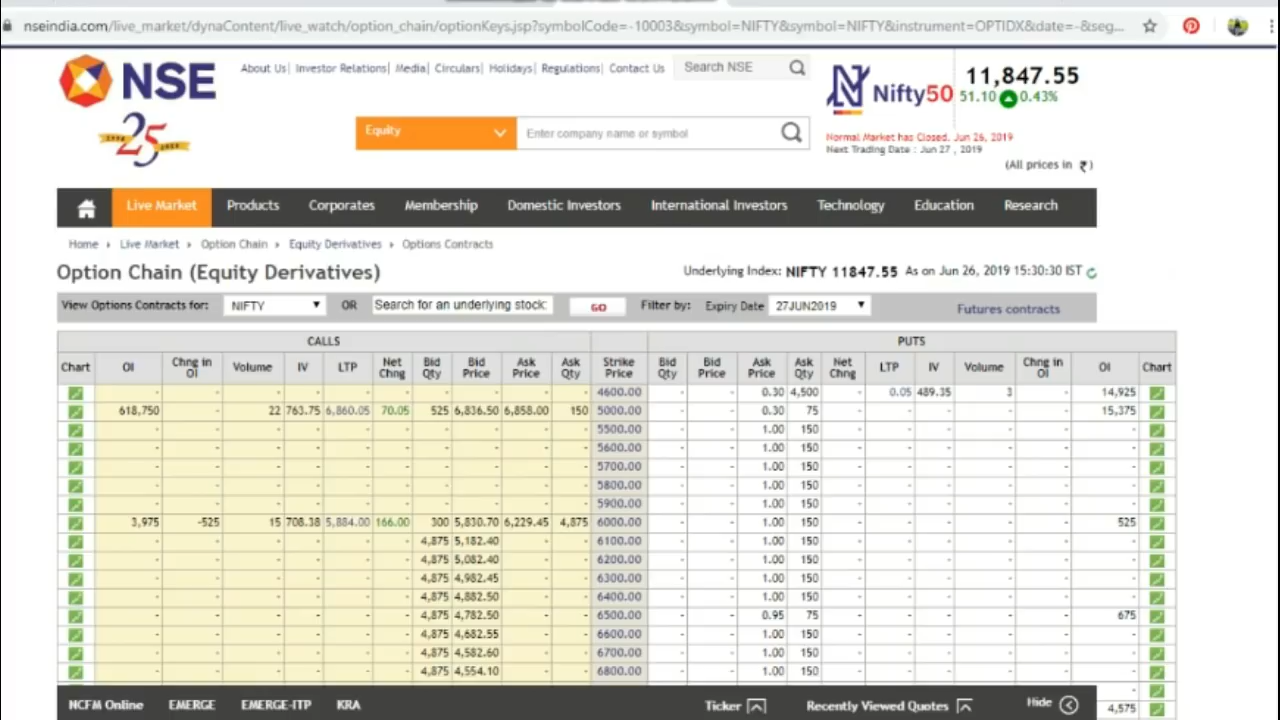 nseindia.com/live_market/dynaContent/live_watch/option_chain/optionKeys.jsp?symbolCode=-10003&symbol=NIFTY&symbol=NIFTY&instrument=OPTIDX&date=-&seg...
NSE
25
About Us| Investor Relations| Media| Circulars| Holidays| Regulations| Contact Us
Search NSE
Equity
Enter company name or symbol
Nifty50
11,847.55
51.10 0.43%
Normal Market has Closed. Jun 26, 2019
Next Trading Date : Jun 27 , 2019
(All prices in ₹)
Live Market Products Corporates Membership Domestic Investors International Investors Technology Education Research
Home Live Market Option Chain Equity Derivatives Options Contracts
Option Chain (Equity Derivatives)
Underlying Index: NIFTY 11847.55 As on Jun 26, 2019 15:30:30 IST
View Options Contracts for: NIFTY OR Search for an underlying stock: GO Filter by: Expiry Date 27JUN2019 Futures contracts
CALLS PUTS
Chart OI Chng in OI Volume IV LTP Net Chng Bid Qty Bid Price Ask Price Ask Qty Strike Price Bid Qty Bid Price Ask Price Ask Qty Net Chng LTP IV Volume Chng in OI OI Chart
- - - - - - - - - - 4600.00 - - 0.30 4,500 - 0.05 489.35 3 - 14,925
618,750 - 22 763.75 6,860.05 70.05 525 6,836.50 6,858.00 150 5000.00 - - 0.30 75 - - - - - 15,375
- - - - - - - - - - 5500.00 - - 1.00 150 - - - - - -
- - - - - - - - - - 5600.00 - - 1.00 150 - - - - - -
- - - - - - - - - - 5700.00 - - 1.00 150 - - - - - -
- - - - - - - - - - 5800.00 - - 1.00 150 - - - - - -
- - - - - - - - - - 5900.00 - - 1.00 150 - - - - - -
3,975 -525 15 708.38 5,884.00 166.00 300 5,830.70 6,229.45 4,875 6000.00 - - 1.00 150 - - - - - 525
- - - - - - 4,875 5,182.40 - - 6100.00 - - 1.00 150 - - - - - -
- - - - - - 4,875 5,082.40 - - 6200.00 - - 1.00 150 - - - - - -
- - - - - - 4,875 4,982.45 - - 6300.00 - - 1.00 150 - - - - - -
- - - - - - 4,875 4,882.50 - - 6400.00 - - 1.00 150 - - - - - -
- - - - - - 4,875 4,782.50 - - 6500.00 - - 0.95 75 - - - - - 675
- - - - - - 4,875 4,682.55 - - 6600.00 - - 1.00 150 - - - - - -
- - - - - - 4,875 4,582.60 - - 6700.00 - - 1.00 150 - - - - - -
- - - - - - 4,875 4,554.10 - - 6800.00 - - 1.00 150 - - - - - -
-
NCFM Online EMERGE EMERGE-ITP KRA Ticker Recently Viewed Quotes Hide
4,575